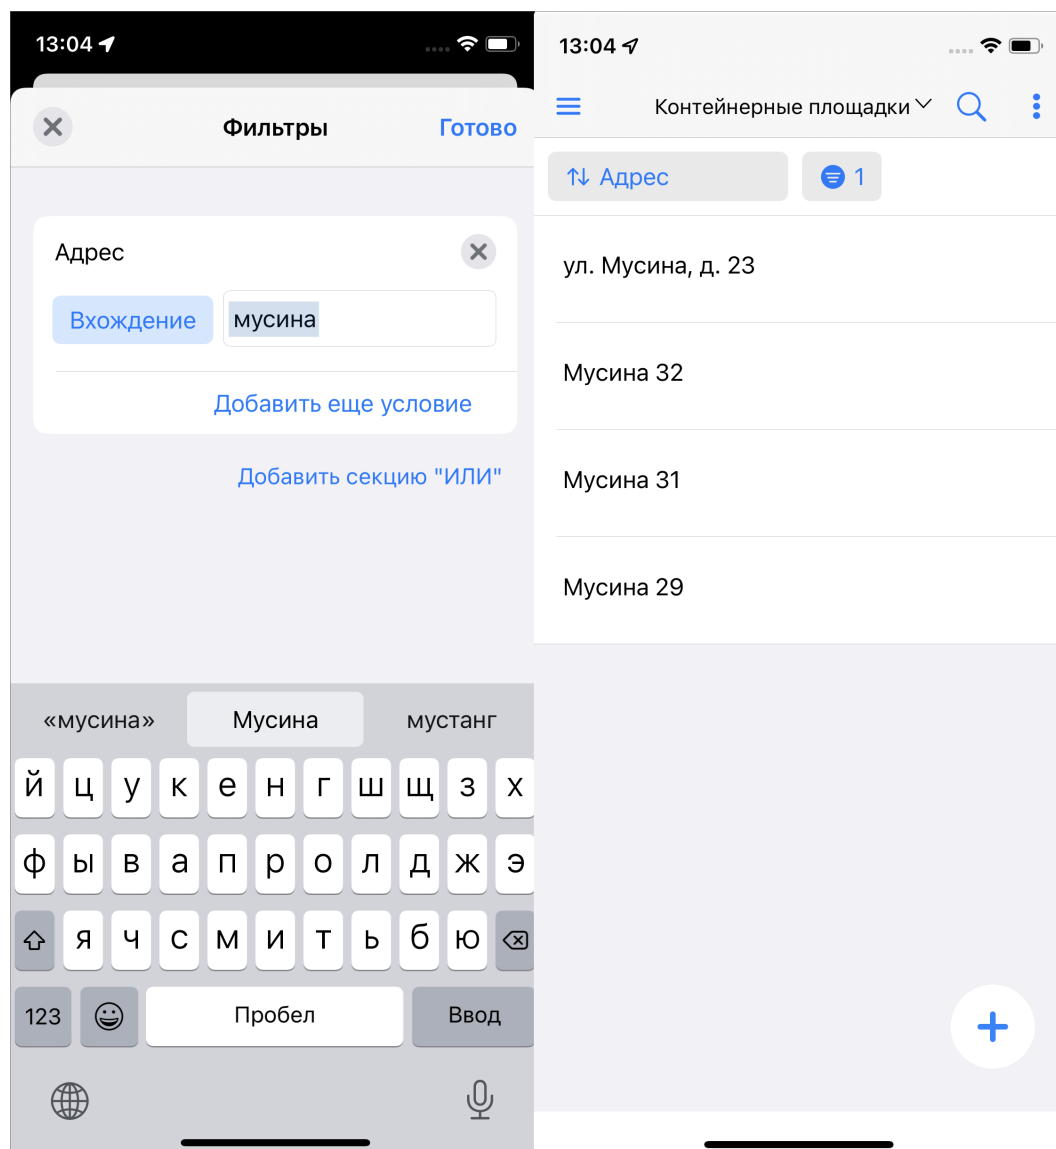 13:04
Фильтры
Готово
Адрес
Вхождение
мусина
Добавить еще условие
Добавить секцию "ИЛИ"
«мусина» Мусина мустанг
й ц у к е н г ш щ з х
ф ы в а п р о л д ж э
я ч с м и т ь б ю
123 Пробел Ввод
13:04
Контейнерные площадки
Адрес
1
ул. Мусина, д. 23
Мусина 32
Мусина 31
Мусина 29